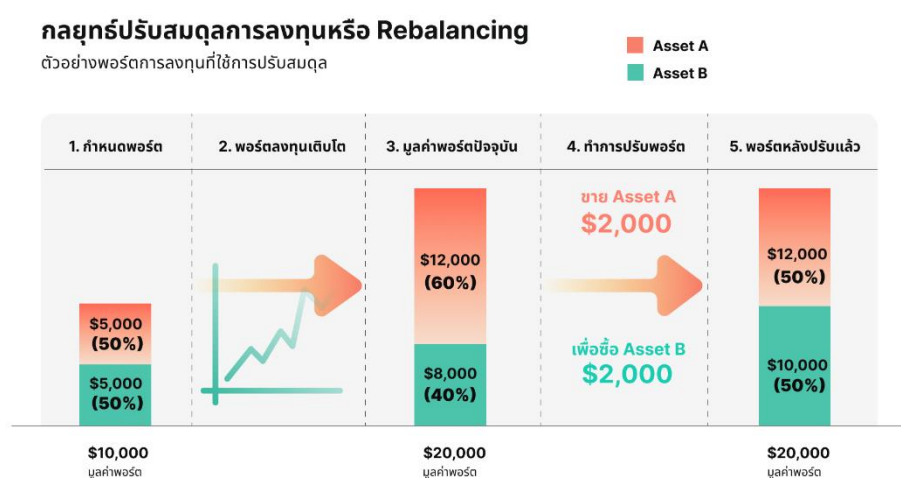 กลยุทธ์ปรับสมดุลการลงทุนหรือ Rebalancing
ตัวอย่างพอร์ตการลงทุนที่ใช้การปรับสมดุล
Asset A
Asset B
1. กำหนดพอร์ต
2. พอร์ตลงทุนเติบโต
3. มูลค่าพอร์ตปัจจุบัน
4. ทำการปรับพอร์ต
5. พอร์ตหลังปรับแล้ว
$5,000
(50%)
$5,000
(50%)
$12,000
(60%)
$8,000
(40%)
ขาย Asset A
$2,000
เพื่อซื้อ Asset B
$2,000
$12,000
(50%)
$10,000
(50%)
$10,000
มูลค่าพอร์ต
$20,000
มูลค่าพอร์ต
$20,000
มูลค่าพอร์ต